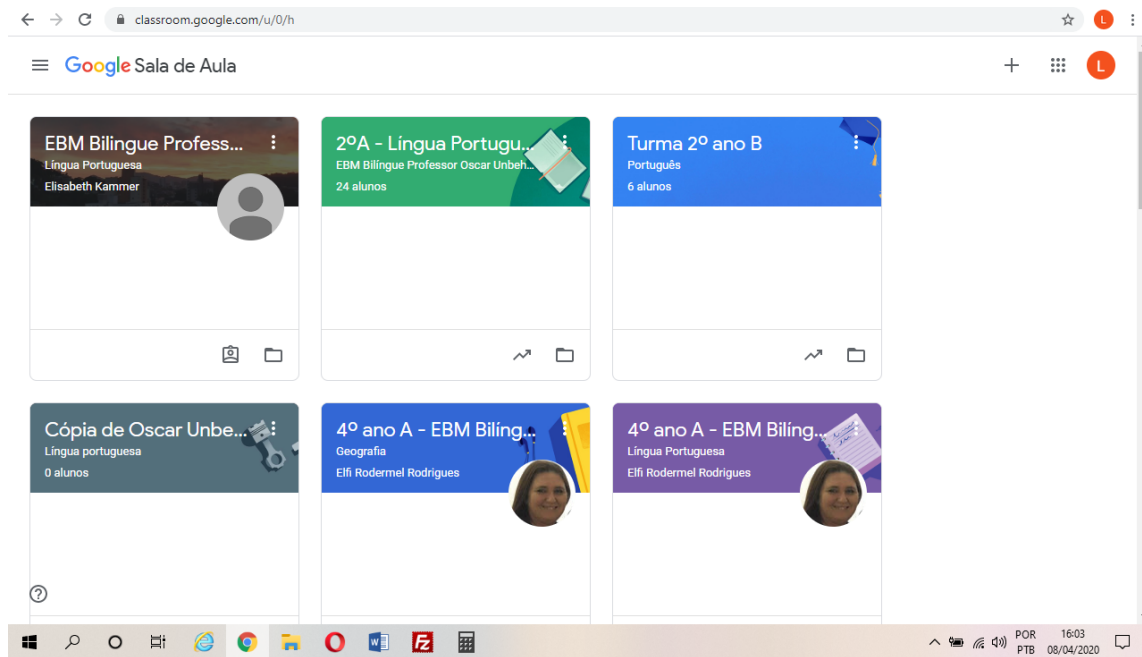 classroom.google.com/u/0/h
L
Google Sala de Aula
L
EBM Bilingue Profess...
Língua Portuguesa
Elisabeth Kammer
2ºA - Língua Portugu...
EBM Bilíngue Professor Oscar Unbeh...
24 alunos
Turma 2º ano B
Português
6 alunos
Cópia de Oscar Unbe...
Língua portuguesa
0 alunos
4º ano A - EBM Bilíng...
Geografia
Elfi Rodermel Rodrigues
4º ano A - EBM Bilíng...
Língua Portuguesa
Elfi Rodermel Rodrigues
POR
PTB
16:03
08/04/2020